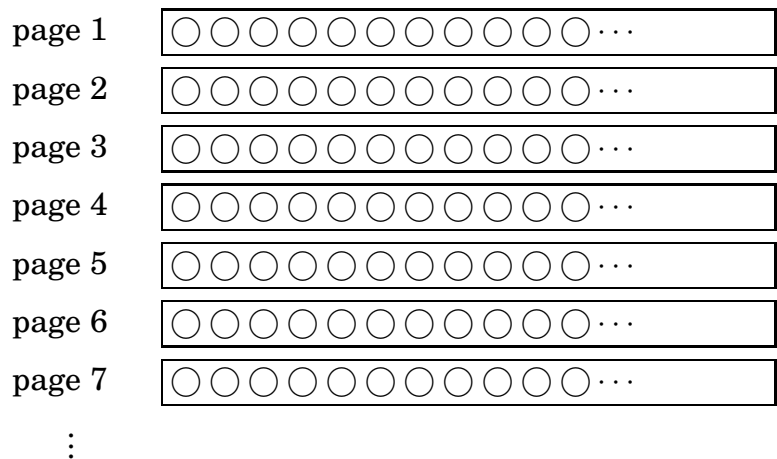 page 1 ···
page 2 ···
page 3 ···
page 4 ···
page 5 ···
page 6 ···
page 7 ···
⋮